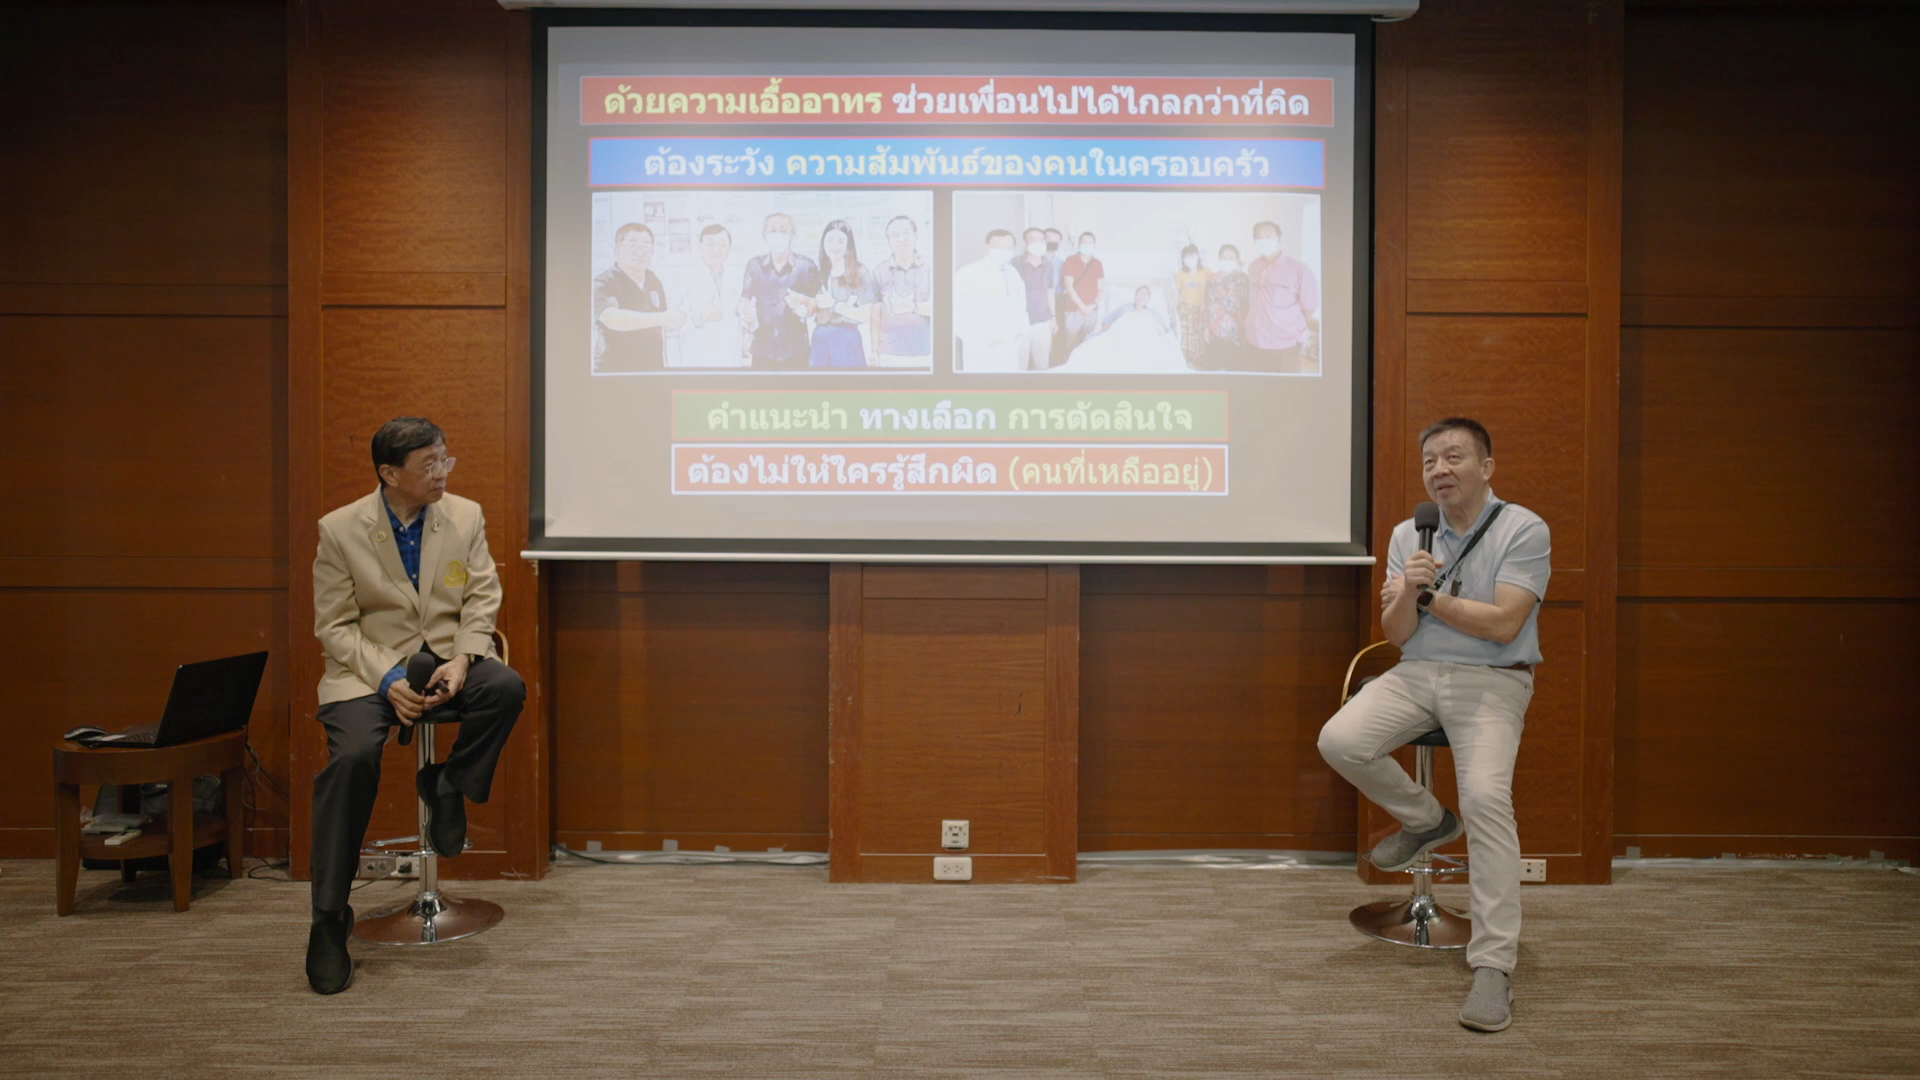 ด้วยความเอื้ออาทร ช่วยเพื่อนไปได้ไกลกว่าที่คิด
ต้องระวัง ความสัมพันธ์ของคนในครอบครัว
คำแนะนำ ทางเลือก การตัดสินใจ
ต้องไม่ให้ใครรู้สึกผิด (คนที่เหลืออยู่)